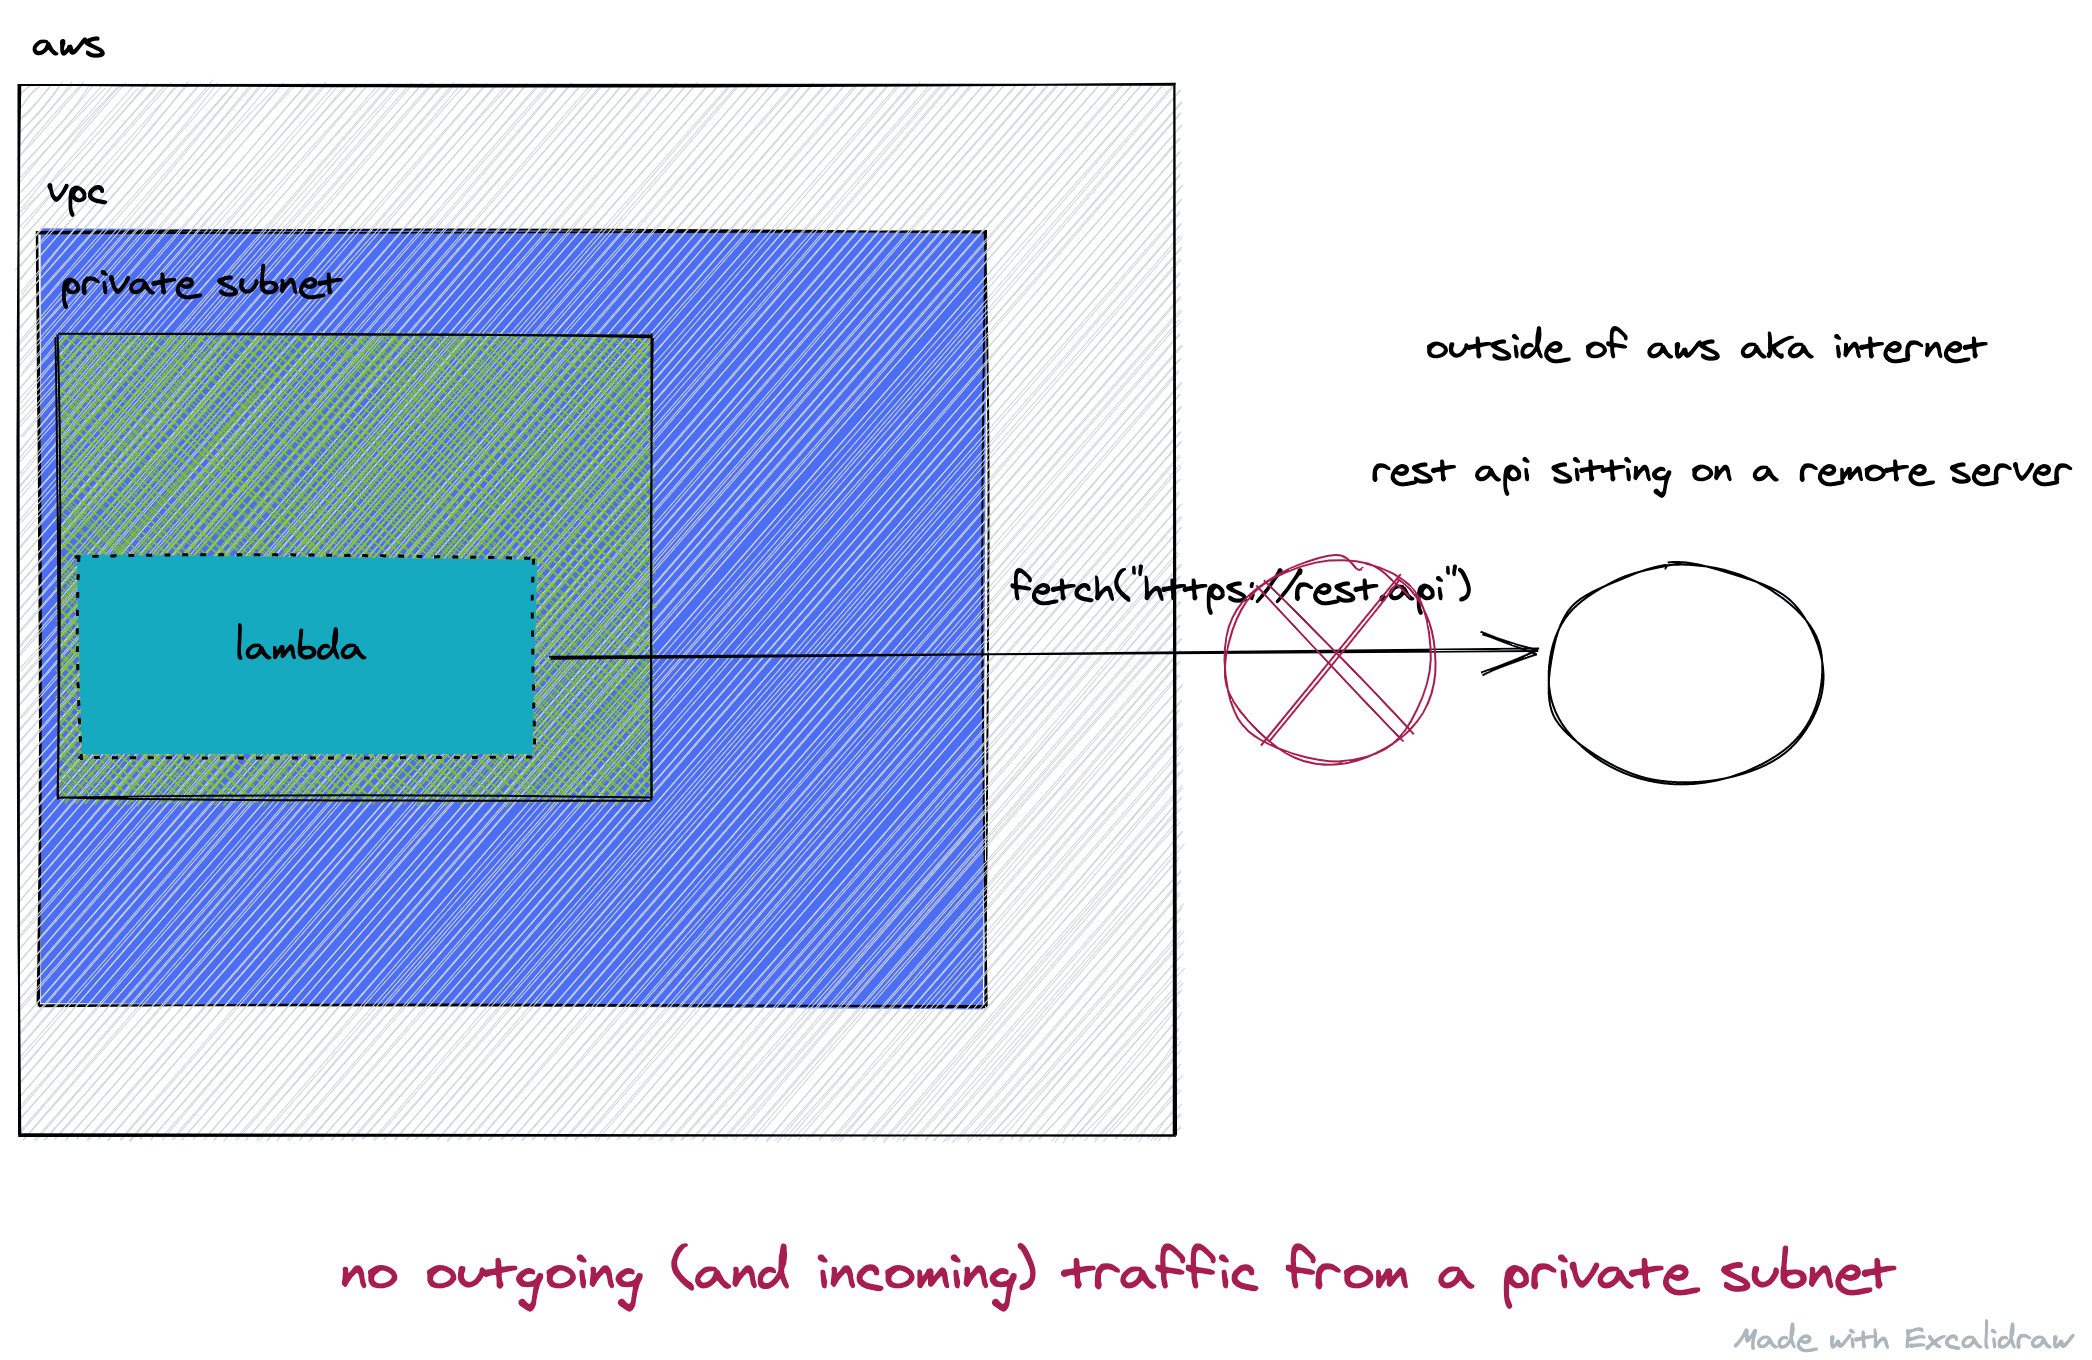 aws
vpc
private subnet
outside of aws aka internet
rest api sitting on a remote server
fetch("https://rest.api")
lambda
no outgoing (and incoming) traffic from a private subnet
Made with Excalidraw